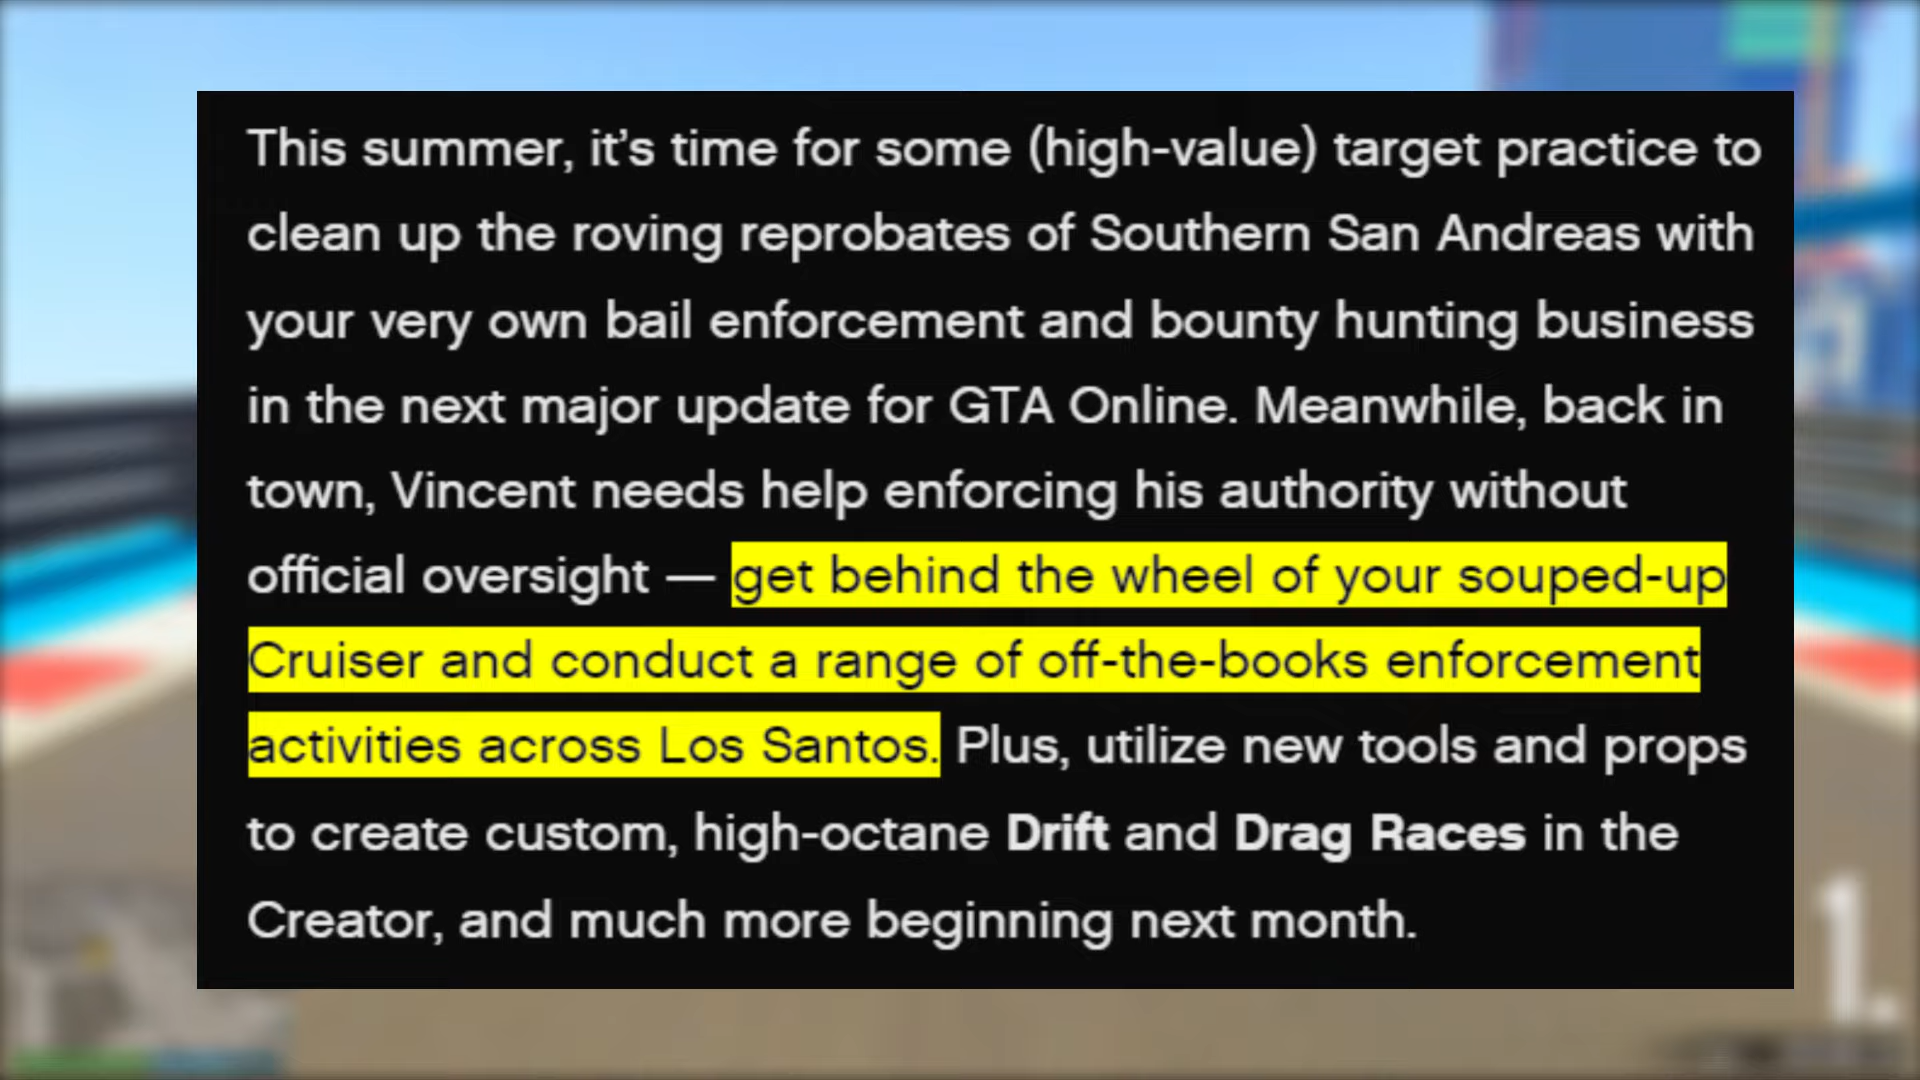 This summer, it's time for some (high-value) target practice to
clean up the roving reprobates of Southern San Andreas with
your very own bail enforcement and bounty hunting business
in the next major update for GTA Online. Meanwhile, back in
town, Vincent needs help enforcing his authority without
official oversight — get behind the wheel of your souped-up
Cruiser and conduct a range of off-the-books enforcement
activities across Los Santos. Plus, utilize new tools and props
to create custom, high-octane Drift and Drag Races in the
Creator, and much more beginning next month.